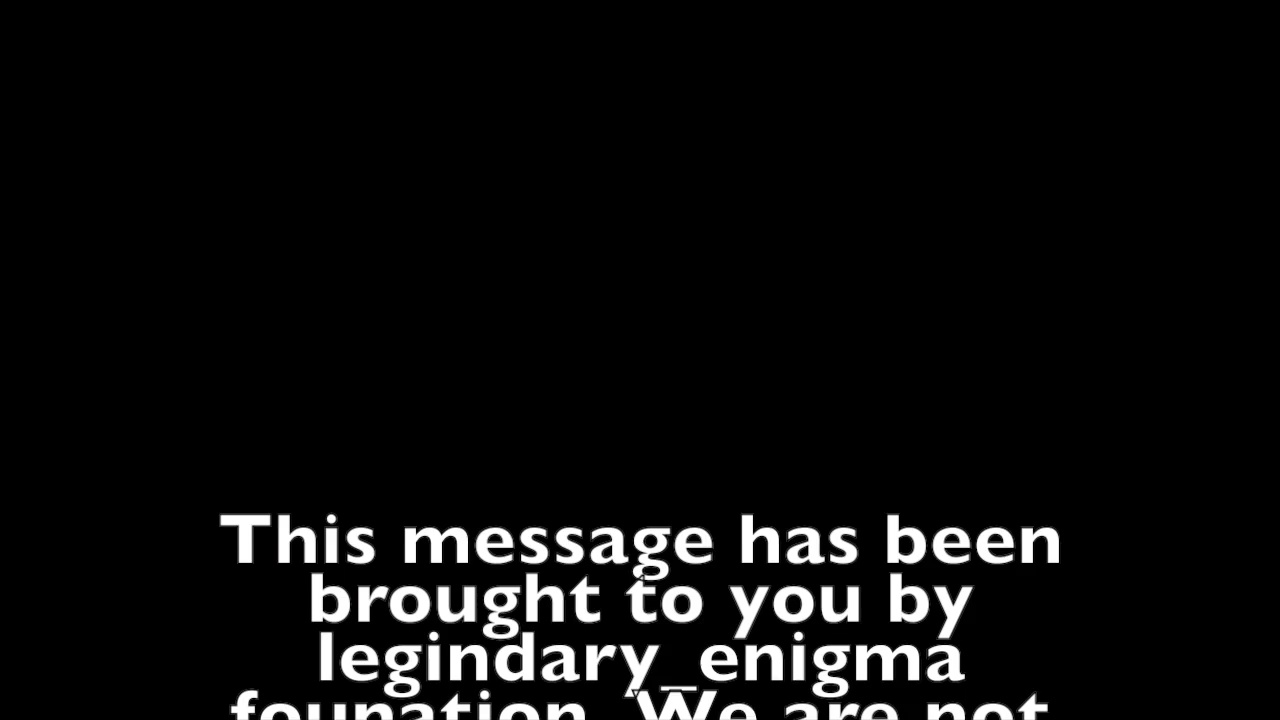 This message has been
brought to you by
legindary_enigma
founation. We are not